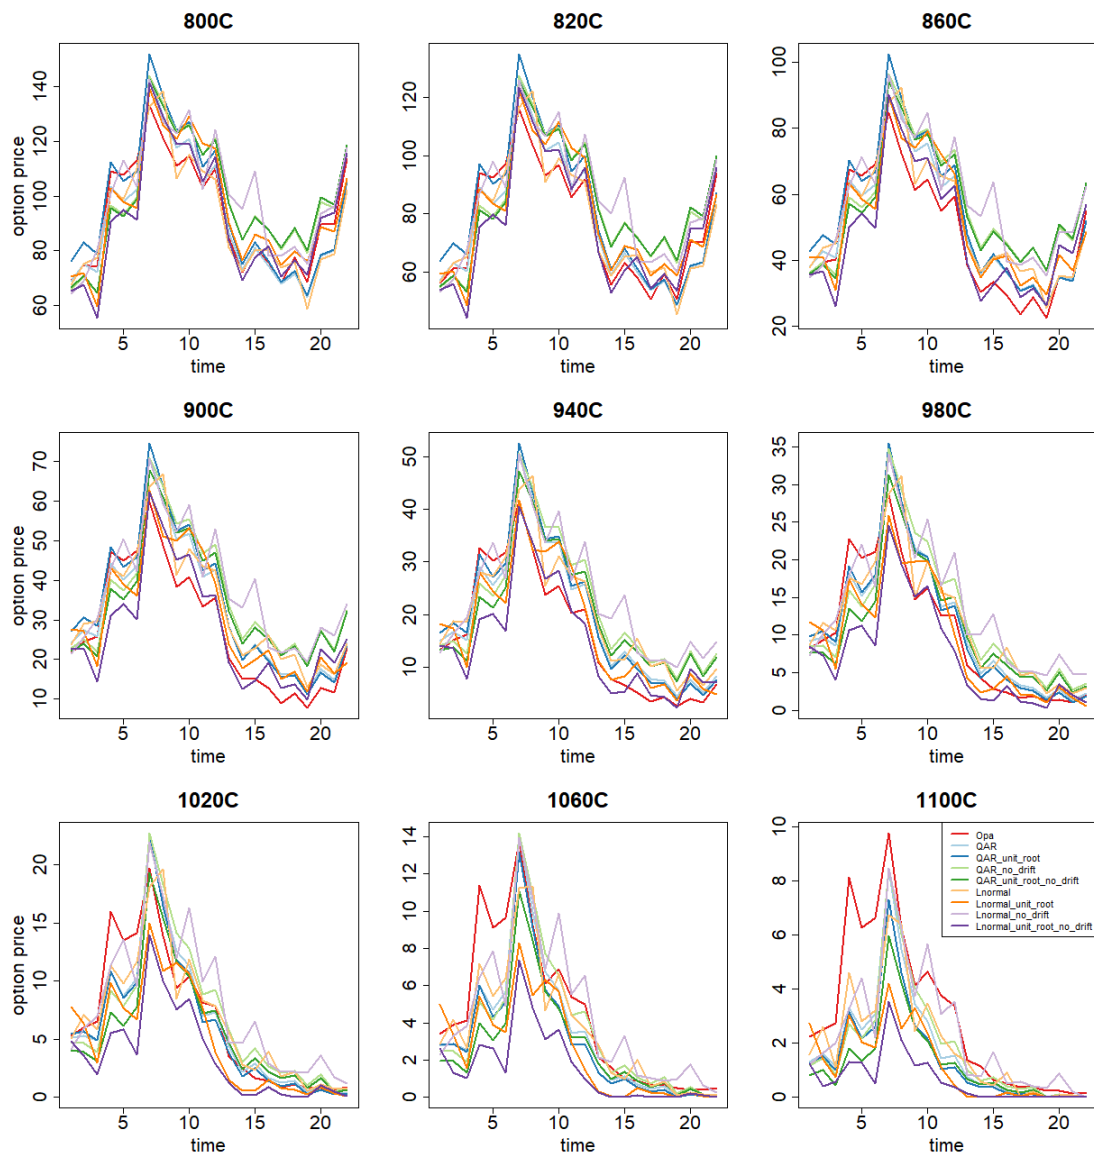 800C
820C
860C
option price
60 80 100 120 140
60 80 100 120
20 40 60 80 100
5 10 15 20
5 10 15 20
5 10 15 20
time
time
time
900C
940C
980C
option price
10 20 30 40 50 60 70
10 20 30 40 50
0 5 10 15 20 25 30 35
5 10 15 20
5 10 15 20
5 10 15 20
time
time
time
1020C
1060C
1100C
option price
0 5 10 15 20
0 2 4 6 8 10 12 14
0 2 4 6 8 10
Opa
QAR
QAR_unit_root
QAR_no_drift
QAR_unit_root_no_drift
Lnormal
Lnormal_unit_root
Lnormal_no_drift
Lnormal_unit_root_no_drift
5 10 15 20
5 10 15 20
5 10 15 20
time
time
time